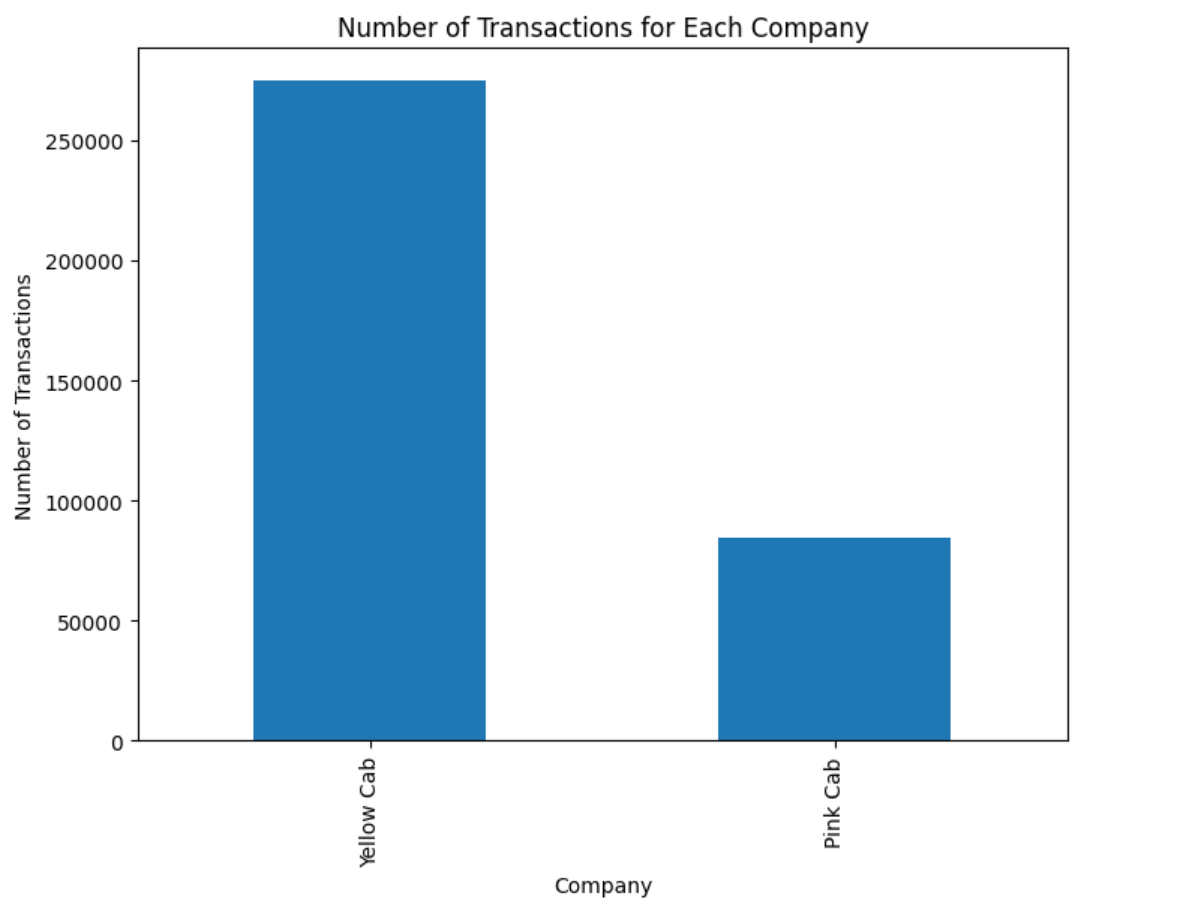 Number of Transactions for Each Company
Number of Transactions
250000
200000
150000
100000
50000
0
Yellow Cab
Pink Cab
Company